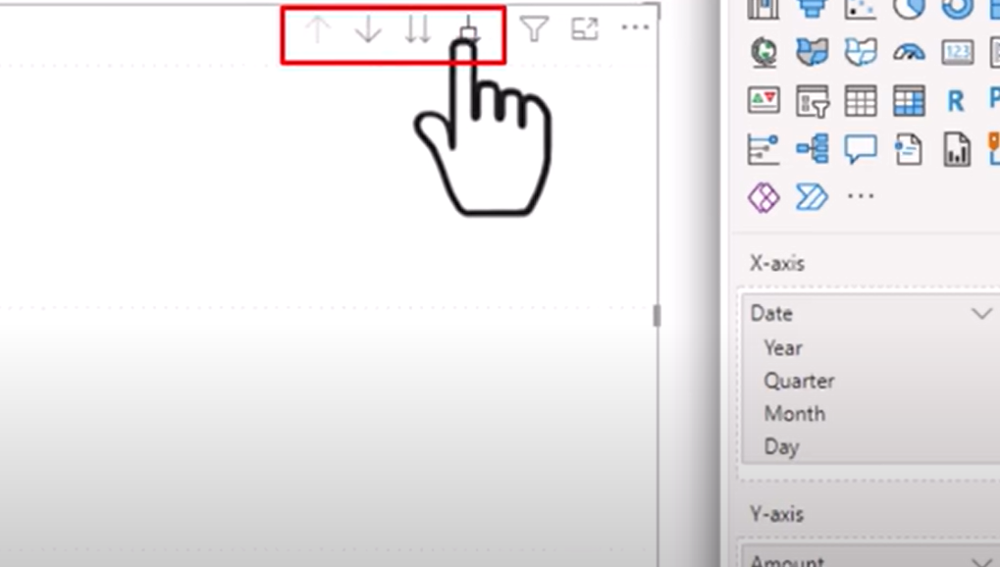 123
R
X-axis
Date
Year
Quarter
Month
Day
Y-axis
Amount